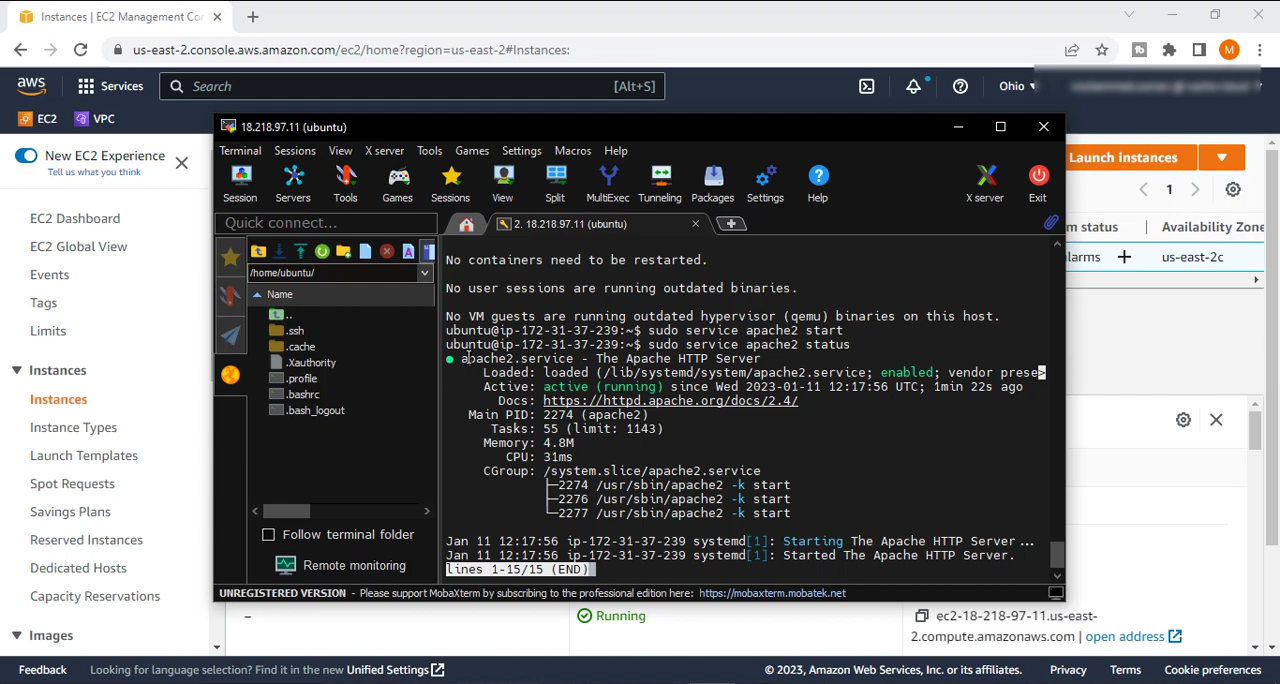 Instances | EC2 Management Con
us-east-2.console.aws.amazon.com/ec2/home?region=us-east-2#Instances:
M
aws
Services
Search
[Alt+S]
Ohio
EC2
VPC
New EC2 Experience
Tell us what you think
EC2 Dashboard
EC2 Global View
Events
Tags
Limits
Instances
Instances
Instance Types
Launch Templates
Spot Requests
Savings Plans
Reserved Instances
Dedicated Hosts
Capacity Reservations
Images
18.218.97.11 (ubuntu)
Terminal Sessions View X server Tools Games Settings Macros Help
Session Servers Tools Games Sessions View Split MultiExec Tunneling Packages Settings Help X server Exit
Quick connect...
2. 18.218.97.11 (ubuntu)
/home/ubuntu/
Name
..
.ssh
.cache
.Xauthority
.profile
.bashrc
.bash_logout
Follow terminal folder
Remote monitoring
No containers need to be restarted.
No user sessions are running outdated binaries.
No VM guests are running outdated hypervisor (qemu) binaries on this host.
ubuntu@ip-172-31-37-239:~$ sudo service apache2 start
ubuntu@ip-172-31-37-239:~$ sudo service apache2 status
● apache2.service - The Apache HTTP Server
Loaded: loaded (/lib/systemd/system/apache2.service; enabled; vendor prese>
Active: active (running) since Wed 2023-01-11 12:17:56 UTC; 1min 22s ago
Docs: https://httpd.apache.org/docs/2.4/
Main PID: 2274 (apache2)
Tasks: 55 (limit: 1143)
Memory: 4.8M
CPU: 31ms
CGroup: /system.slice/apache2.service
├─2274 /usr/sbin/apache2 -k start
├─2276 /usr/sbin/apache2 -k start
└─2277 /usr/sbin/apache2 -k start
Jan 11 12:17:56 ip-172-31-37-239 systemd[1]: Starting The Apache HTTP Server...
Jan 11 12:17:56 ip-172-31-37-239 systemd[1]: Started The Apache HTTP Server.
lines 1-15/15 (END)
UNREGISTERED VERSION - Please support MobaXterm by subscribing to the professional edition here: https://mobaxterm.mobatek.net
Launch instances
1
m status
Availability Zone
larms +
us-east-2c
–
Running
ec2-18-218-97-11.us-east-
2.compute.amazonaws.com | open address
Feedback
Looking for language selection? Find it in the new Unified Settings
© 2023, Amazon Web Services, Inc. or its affiliates.
Privacy
Terms
Cookie preferences